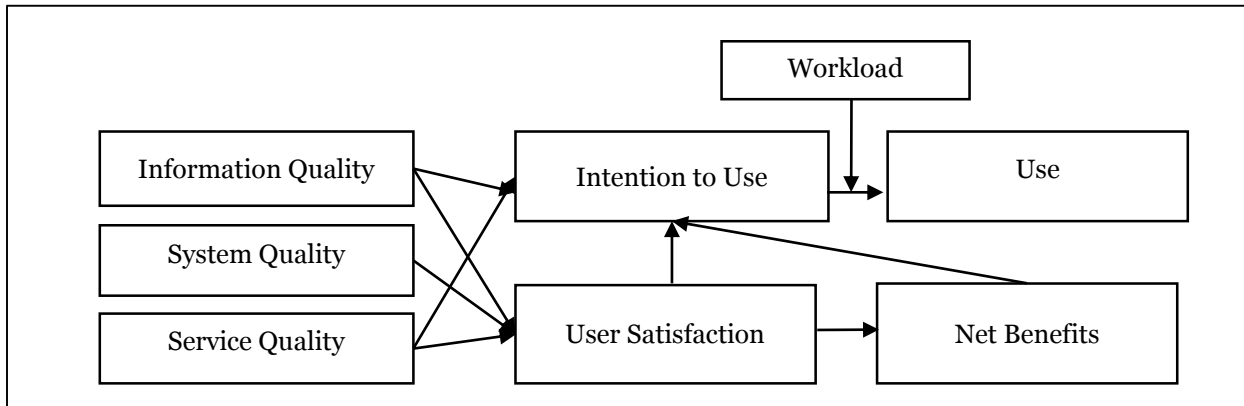 Workload
Information Quality
Intention to Use
Use
System Quality
Service Quality
User Satisfaction
Net Benefits